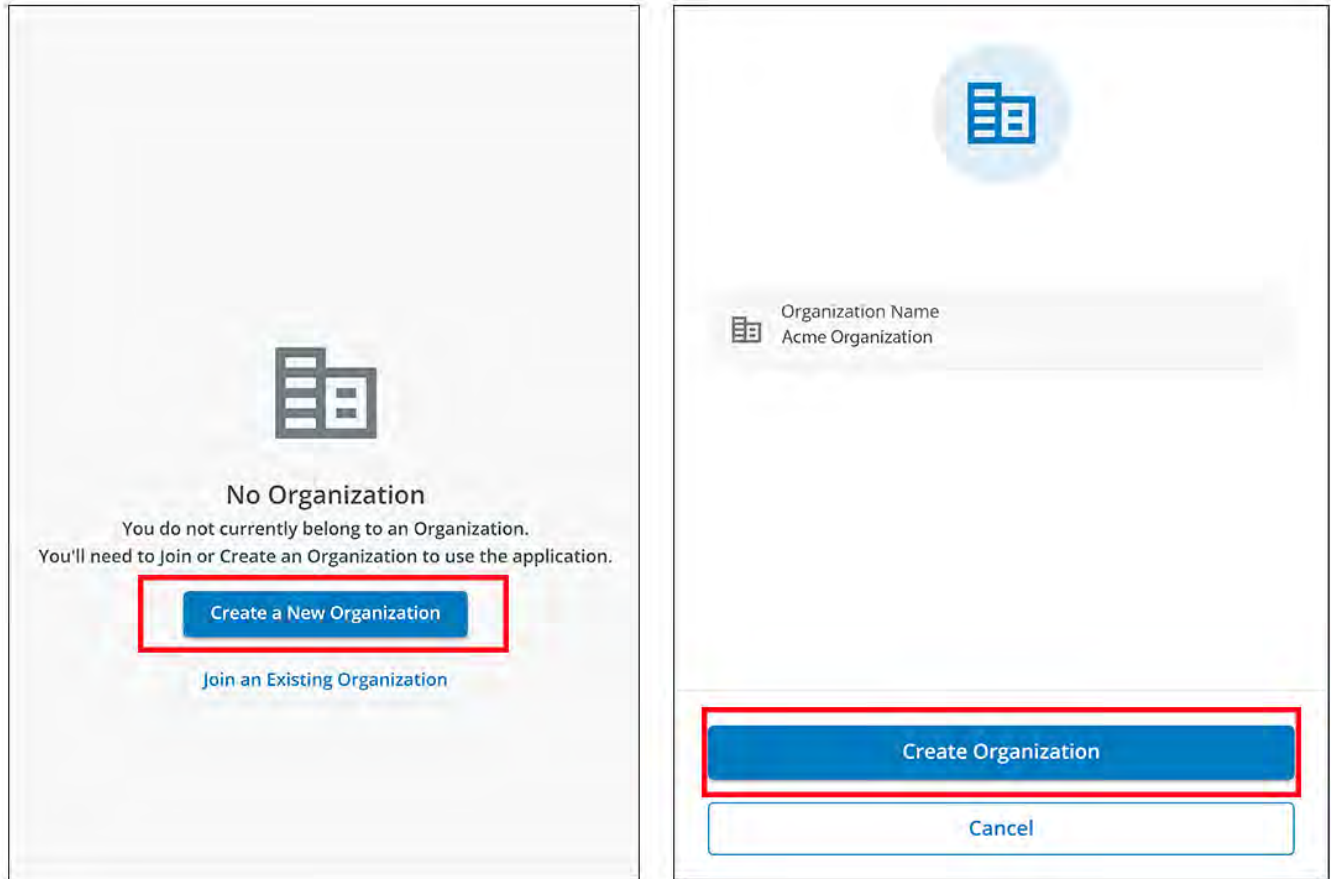 No Organization
You do not currently belong to an Organization.
You'll need to Join or Create an Organization to use the application.
Create a New Organization
Join an Existing Organization
Organization Name
Acme Organization
Create Organization
Cancel